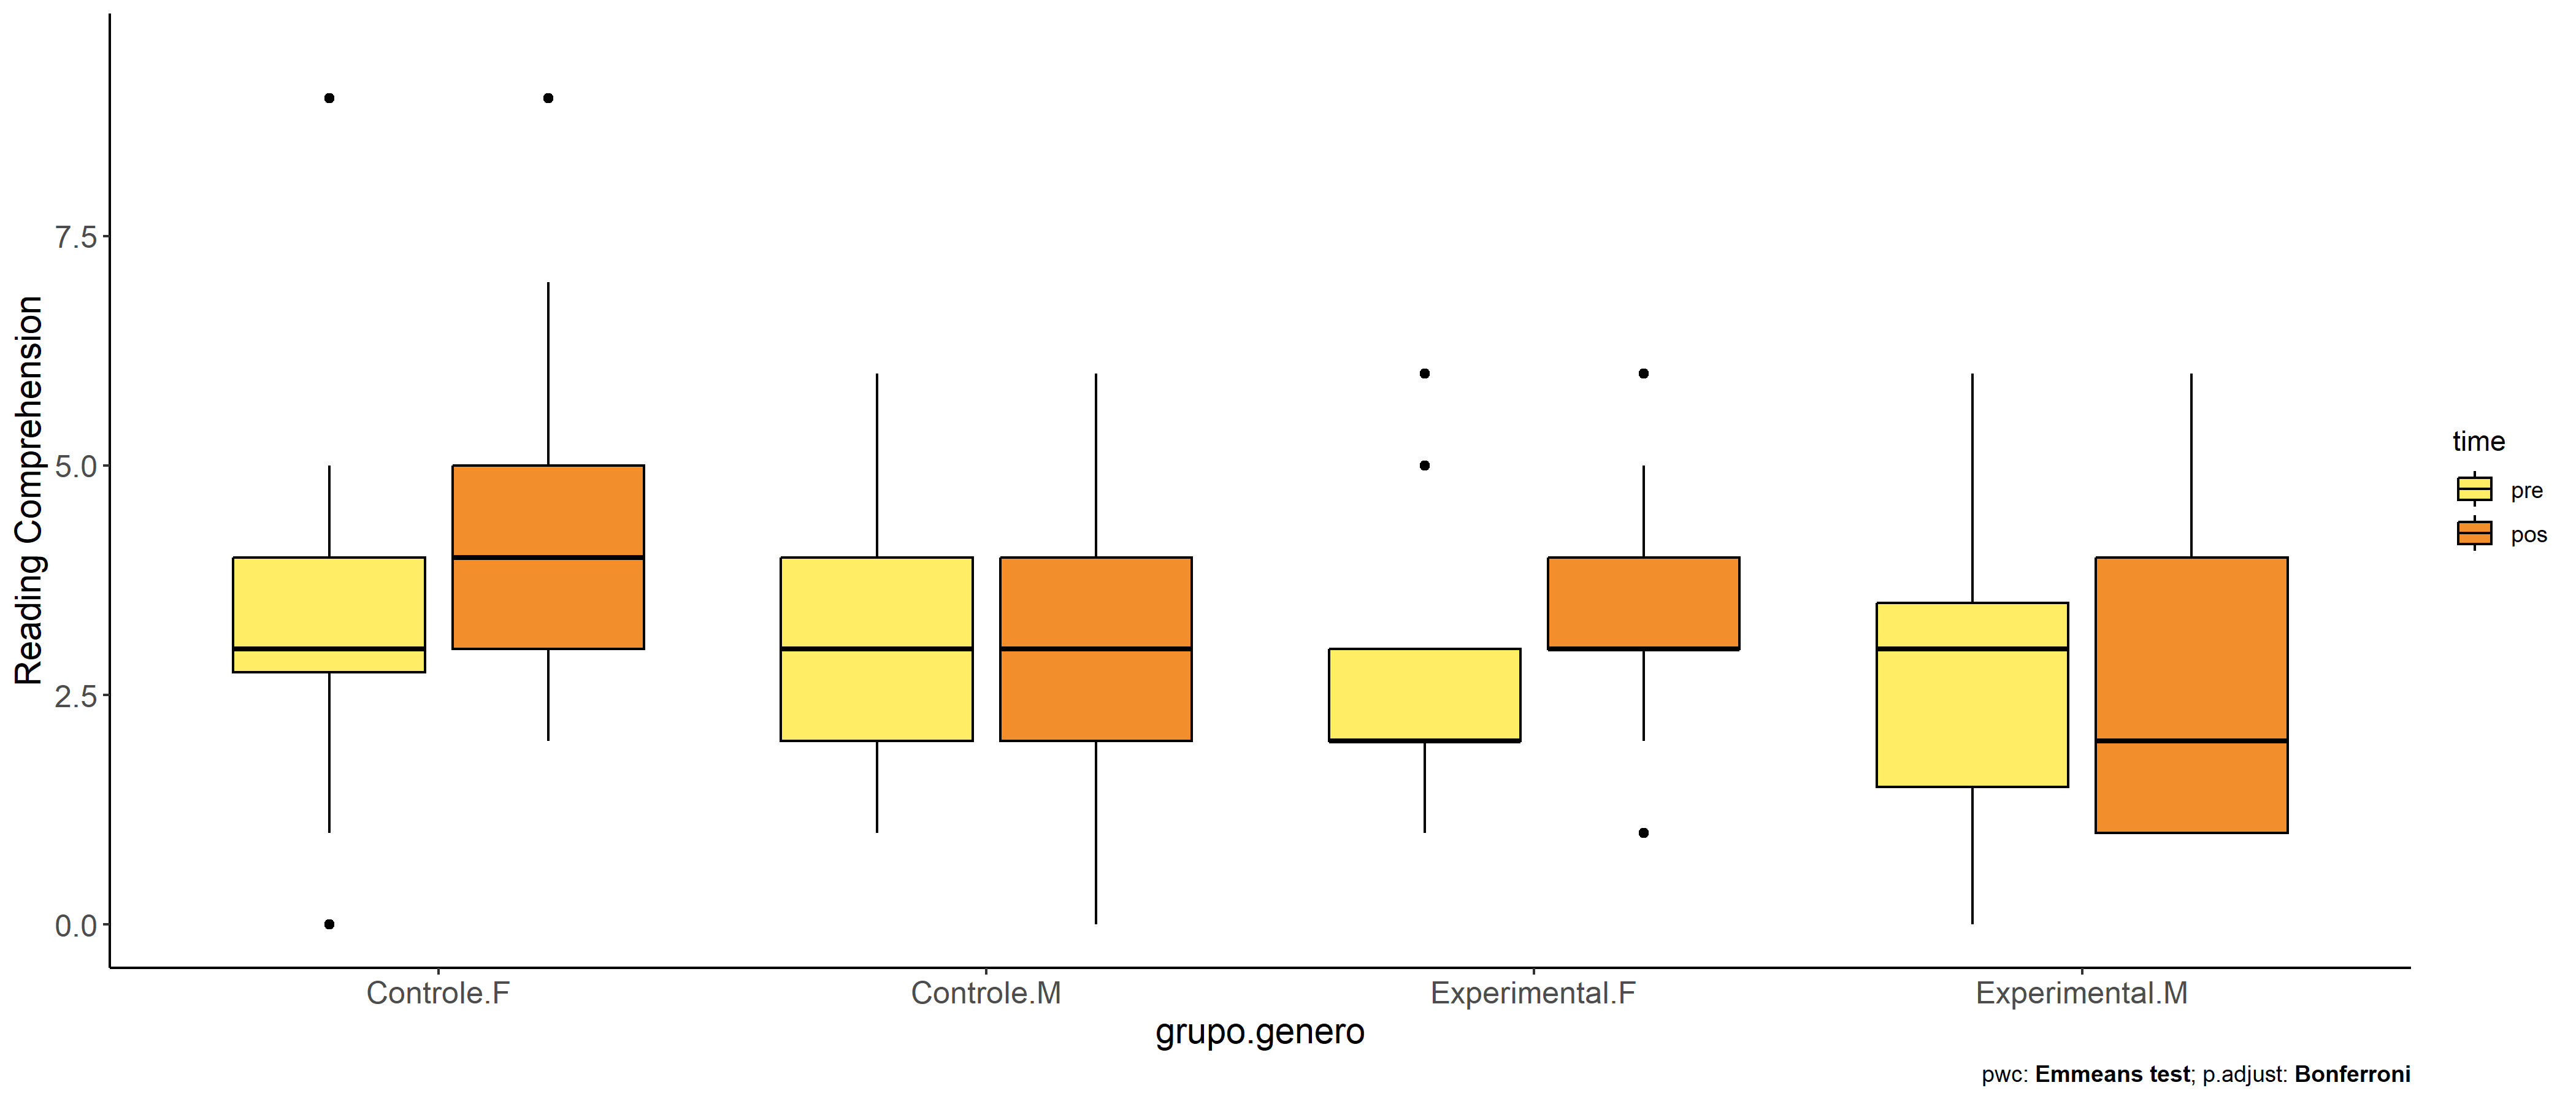 Reading Comprehension
7.5
5.0
2.5
0.0
Controle.F
Controle.M
Experimental.F
Experimental.M
grupo.genero
time
pre
pos
pwc: Emmeans test; p.adjust: Bonferroni